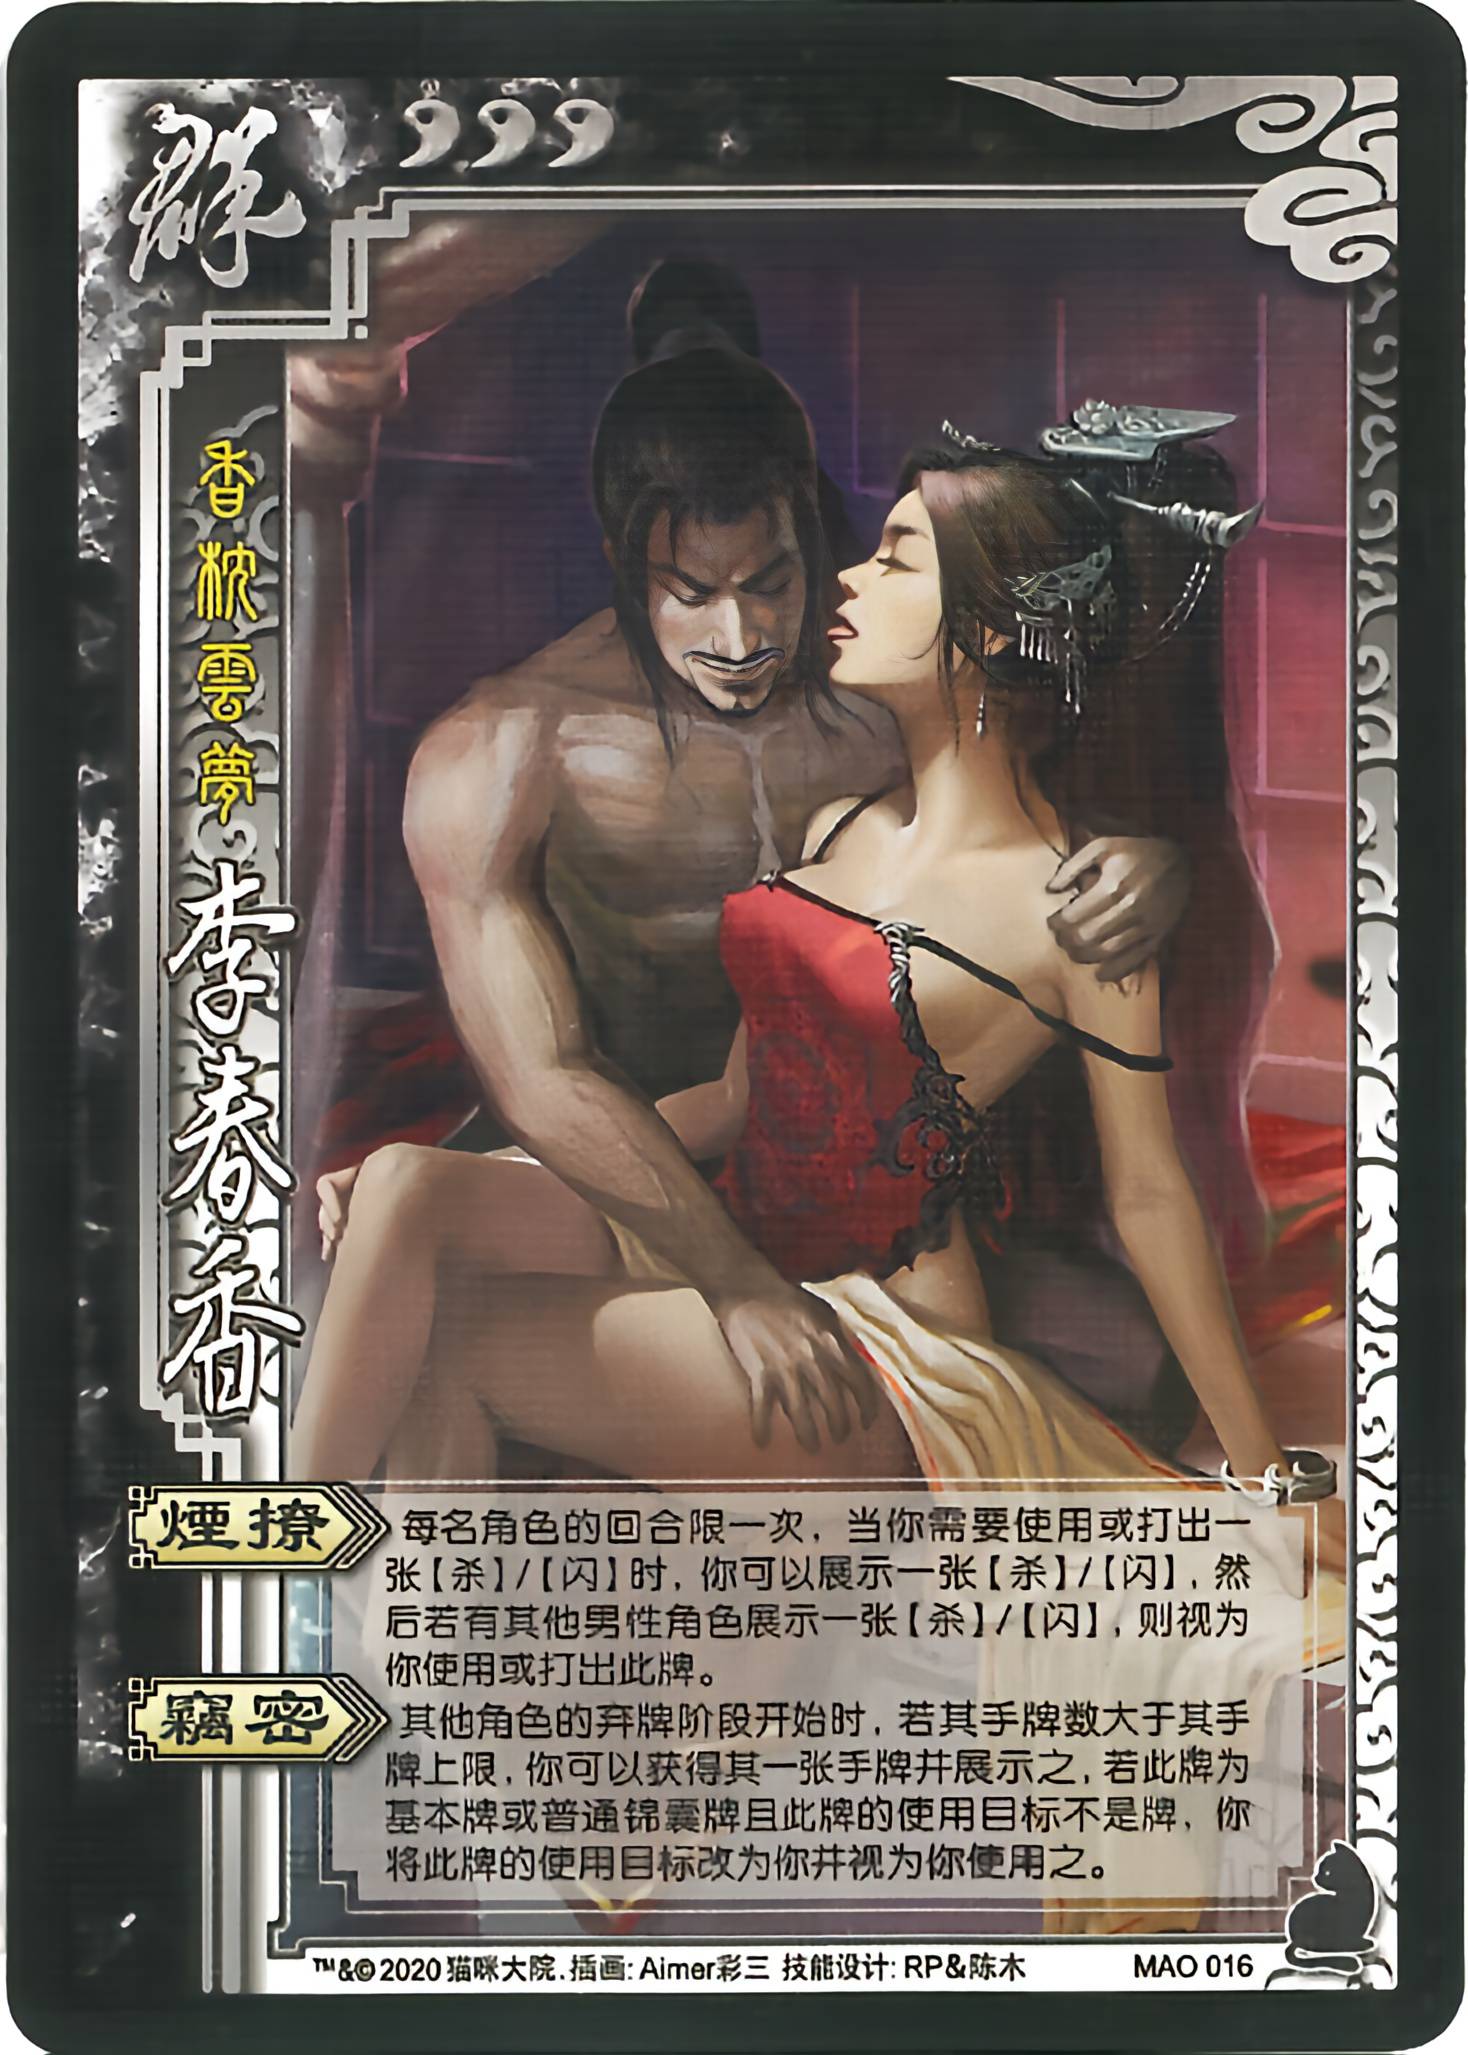 群
香枕雲夢
李春香
煙撩
每名角色的回合限一次，当你需要使用或打出一
张【杀】/【闪】时，你可以展示一张【杀】/【闪】，然
后若有其他男性角色展示一张【杀】/【闪】，则视为
你使用或打出此牌。
竊密
其他角色的弃牌阶段开始时，若其手牌数大于其手
牌上限，你可以获得其一张手牌并展示之，若此牌为
基本牌或普通锦囊牌且此牌的使用目标不是牌，你
将此牌的使用目标改为你并视为你使用之。
™&©2020猫咪大院.插画:Aimer彩三 技能设计:RP&陈木
MAO 016